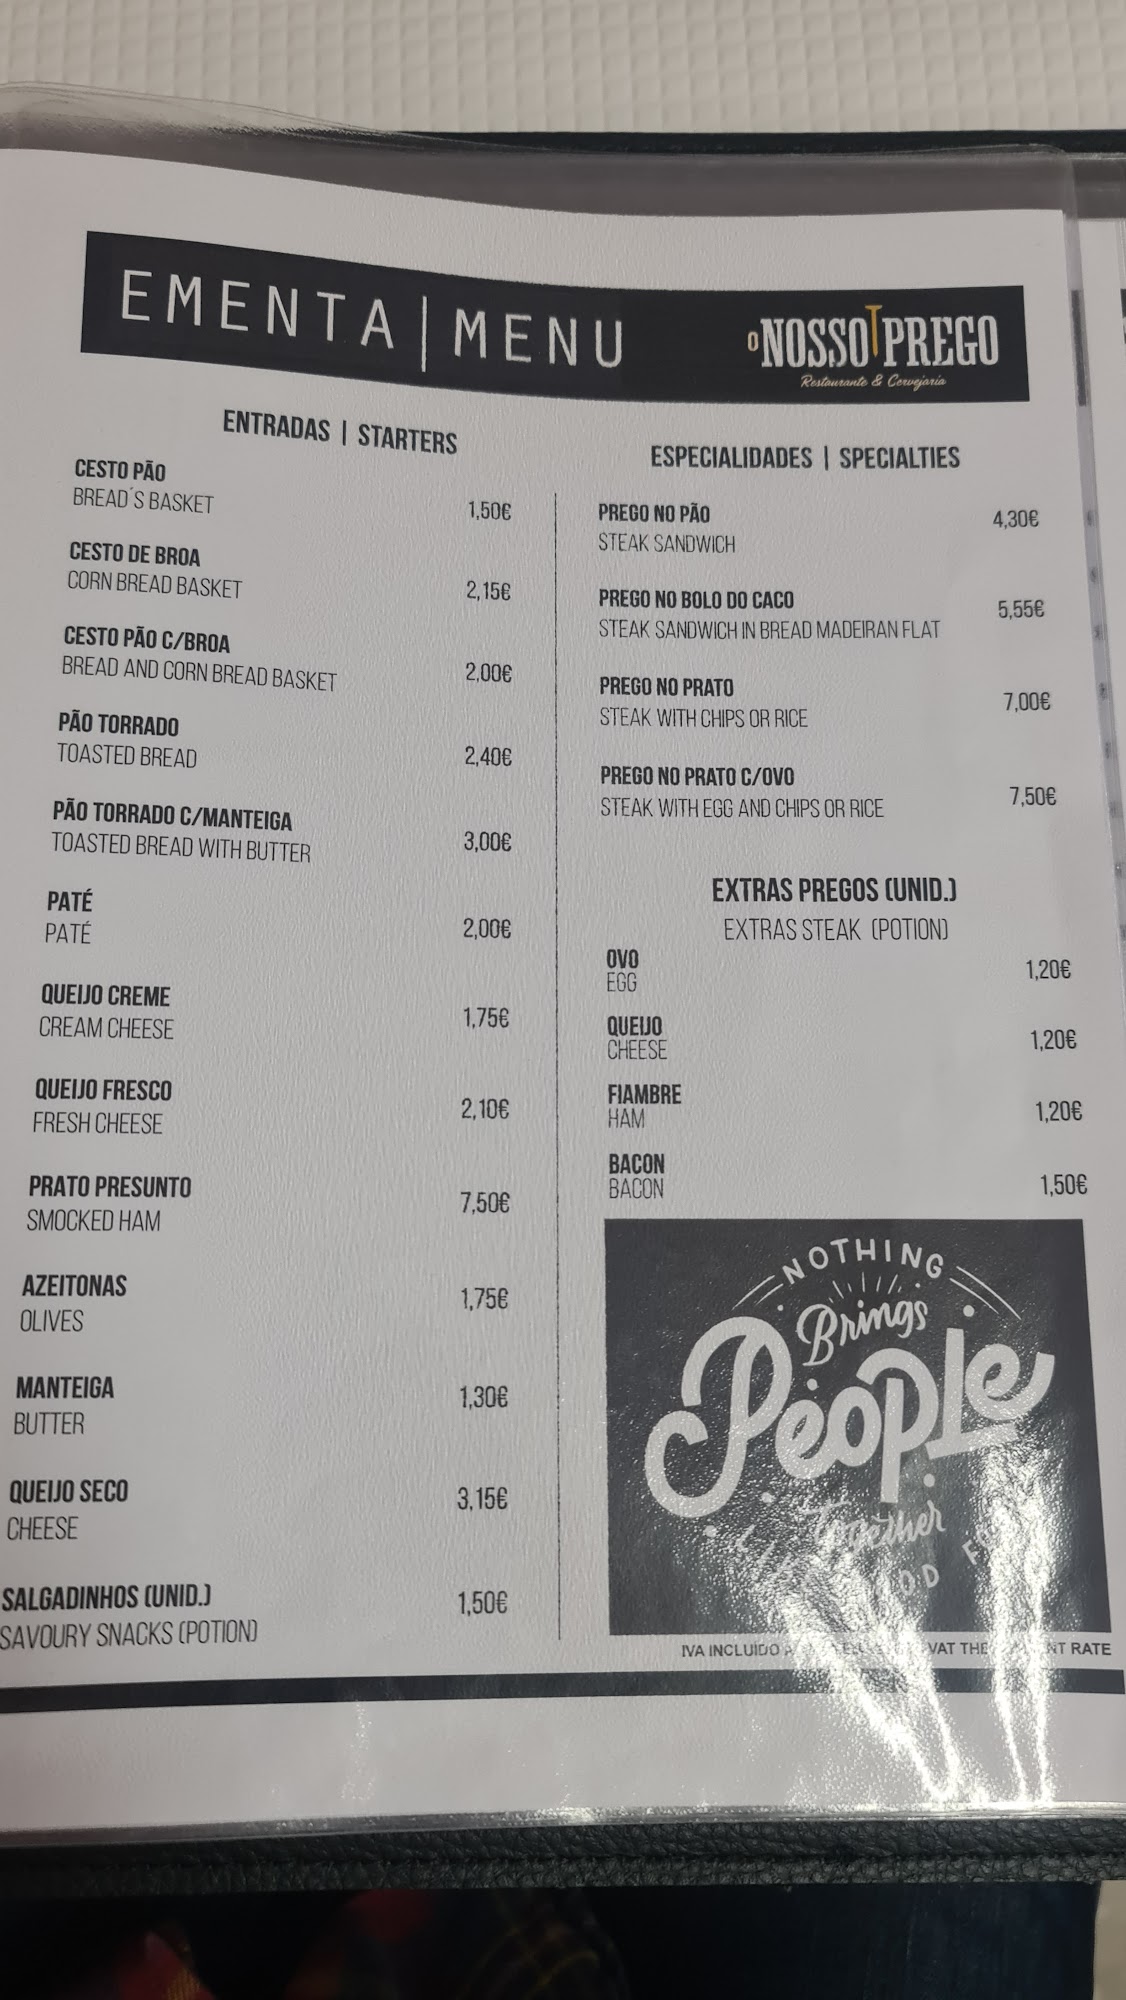 EMENTA | MENU
O NOSSO PREGO
Restaurante & Cervejaria
ENTRADAS | STARTERS
CESTO PÃO
BREAD´S BASKET 1,50€
CESTO DE BROA
CORN BREAD BASKET 2,15€
CESTO PÃO C/BROA
BREAD AND CORN BREAD BASKET 2,00€
PÃO TORRADO
TOASTED BREAD 2,40€
PÃO TORRADO C/MANTEIGA
TOASTED BREAD WITH BUTTER 3,00€
PATÉ
PATÉ 2,00€
QUEIJO CREME
CREAM CHEESE 1,75€
QUEIJO FRESCO
FRESH CHEESE 2,10€
PRATO PRESUNTO
SMOCKED HAM 7,50€
AZEITONAS
OLIVES 1,75€
MANTEIGA
BUTTER 1,30€
QUEIJO SECO
CHEESE 3,15€
SALGADINHOS (UNID.)
SAVOURY SNACKS (POTION) 1,50€
ESPECIALIDADES | SPECIALTIES
PREGO NO PÃO 4,30€
STEAK SANDWICH
PREGO NO BOLO DO CACO 5,55€
STEAK SANDWICH IN BREAD MADEIRAN FLAT
PREGO NO PRATO 7,00€
STEAK WITH CHIPS OR RICE
PREGO NO PRATO C/OVO 7,50€
STEAK WITH EGG AND CHIPS OR RICE
EXTRAS PREGOS (UNID.)
EXTRAS STEAK (POTION)
OVO 1,20€
EGG
QUEIJO 1,20€
CHEESE
FIAMBRE 1,20€
HAM
BACON 1,50€
BACON
NOTHING
Brings
People
Together
IVA INCLUIDO VAT THE RATE